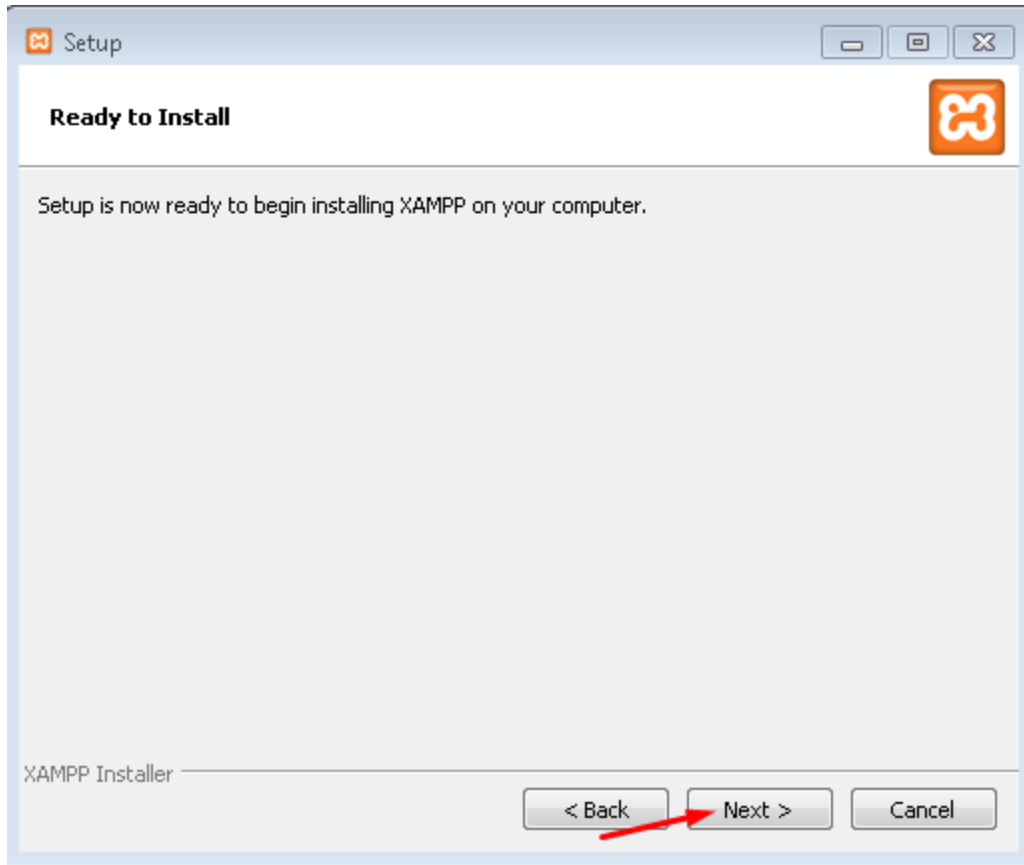 Setup
Ready to Install
Setup is now ready to begin installing XAMPP on your computer.
XAMPP Installer
< Back
Next >
Cancel